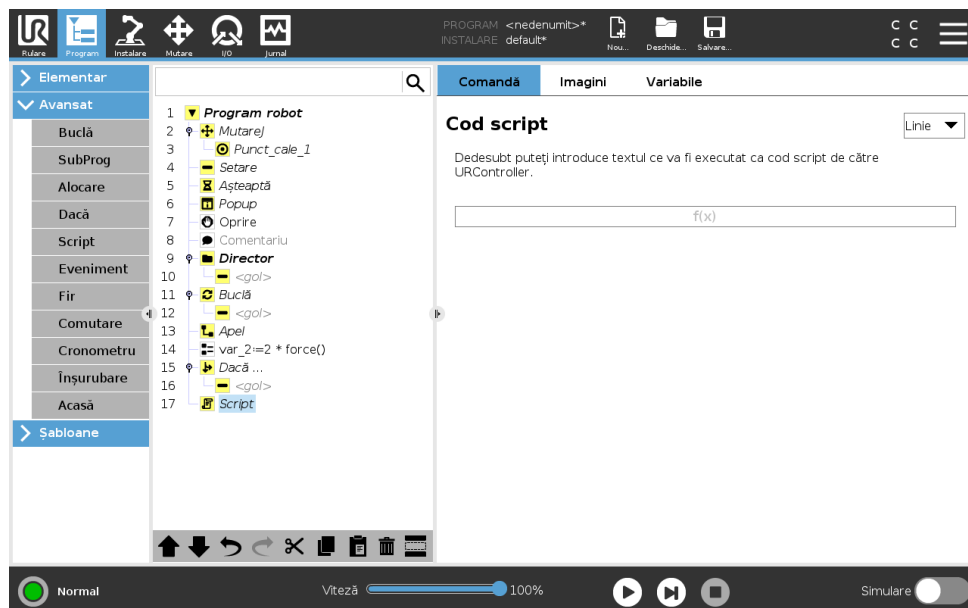 UR
Rulare
Program
Instalare
Mutare
I/O
Jurnal
PROGRAM <nedenumit>*
INSTALARE default*
Nou...
Deschide...
Salvare...
C C
C C
Elementar
Avansat
Buclă
SubProg
Alocare
Dacă
Script
Eveniment
Fir
Comutare
Cronometru
Înșurubare
Acasă
Șabloane
1 Program robot
2 MutareJ
3 Punct_cale_1
4 Setare
5 Așteaptă
6 Popup
7 Oprire
8 Comentariu
9 Director
10 <gol>
11 Buclă
12 <gol>
13 Apel
14 var_2:=2 * force()
15 Dacă ...
16 <gol>
17 Script
Comandă Imagini Variabile
Cod script
Linie
Dedesubt puteți introduce textul ce va fi executat ca cod script de către
URController.
f(x)
Normal
Viteză 100%
Simulare